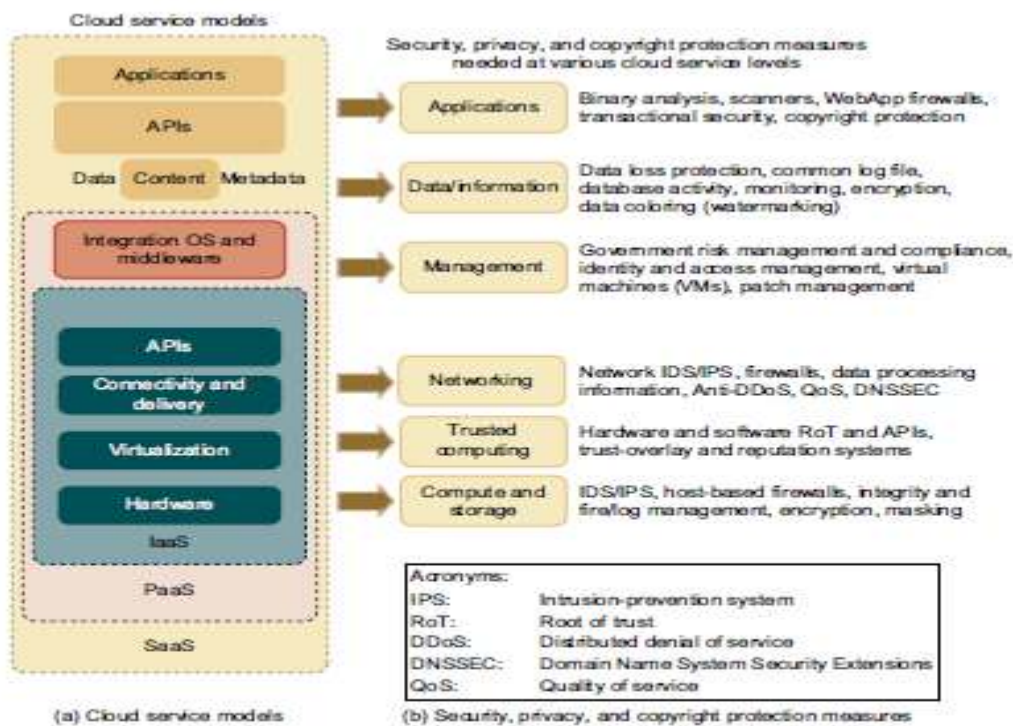 Cloud service models
Applications
APIs
Data Content Metadata
Integration OS and
middleware
APIs
Connectivity and
delivery
Virtualization
Hardware
IaaS
PaaS
SaaS
(a) Cloud service models
Security, privacy, and copyright protection measures
needed at various cloud service levels
Applications
Binary analysis, scanners, WebApp firewalls,
transactional security, copyright protection
Data/information
Data loss protection, common log file,
database activity, monitoring, encryption,
data coloring (watermarking)
Management
Government risk management and compliance,
identity and access management, virtual
machines (VMs), patch management
Networking
Network IDS/IPS, firewalls, data processing
information, Anti-DDoS, QoS, DNSSEC
Trusted
computing
Hardware and software RoT and APIs,
trust-overlay and reputation systems
Compute and
storage
IDS/IPS, host-based firewalls, integrity and
fire/log management, encryption, masking
Acronyms:
IPS: Intrusion-prevention system
RoT: Root of trust
DDoS: Distributed denial of service
DNSSEC: Domain Name System Security Extensions
QoS: Quality of service
(b) Security, privacy, and copyright protection measures